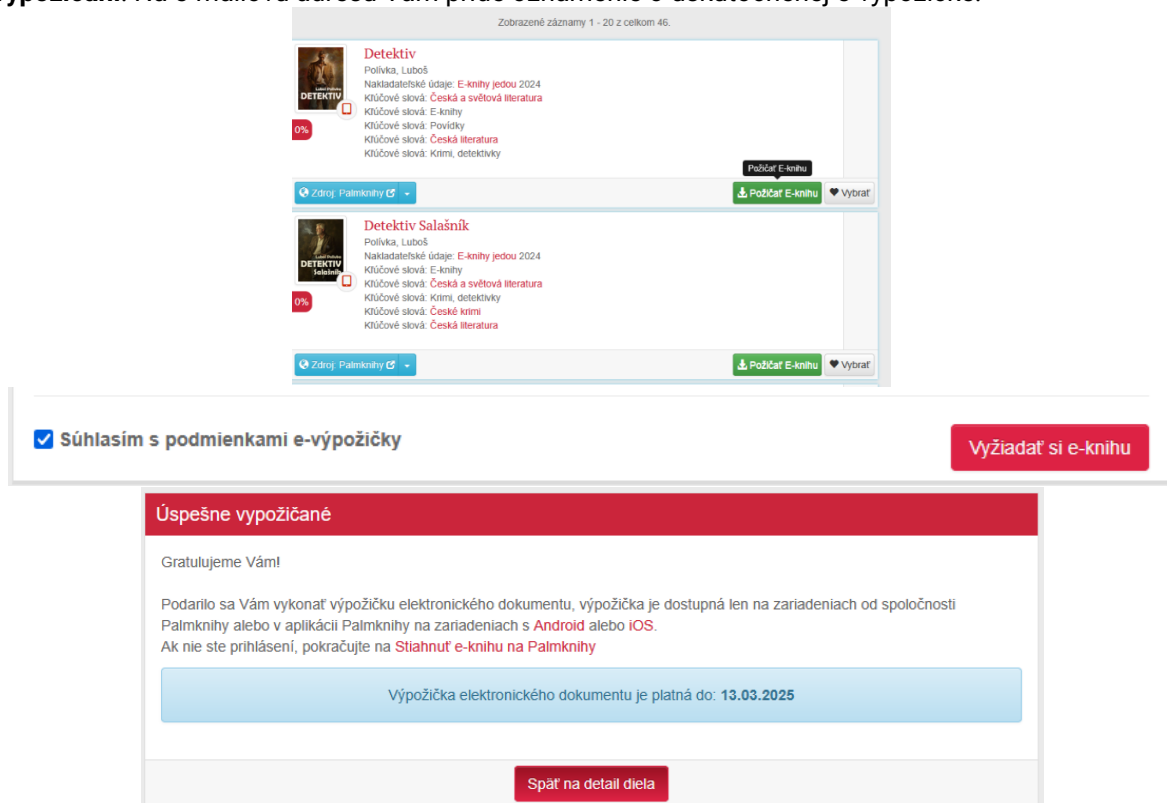 Zobrazené záznamy 1 - 20 z celkom 46.
Detektiv
Polívka, Luboš
Nakladateľské údaje: E-knihy jedou 2024
Kľúčové slová: Česká a světová literatura
Kľúčové slová: E-knihy
Kľúčové slová: Povídky
Kľúčové slová: Česká literatura
Kľúčové slová: Krimi, detektivky
DETEKTIV
0%
Požičať E-knihu
Zdroj: Palmknihy
Požičať E-knihu
Vybrať
Detektiv Salašník
Polívka, Luboš
Nakladateľské údaje: E-knihy jedou 2024
Kľúčové slová: E-knihy
Kľúčové slová: Česká a světová literatura
Kľúčové slová: Krimi, detektivky
Kľúčové slová: České krimi
Kľúčové slová: Česká literatura
DETEKTIV
Salašník
0%
Zdroj: Palmknihy
Požičať E-knihu
Vybrať
Súhlasím s podmienkami e-výpožičky
Vyžiadať si e-knihu
Úspešne vypožičané
Gratulujeme Vám!
Podarilo sa Vám vykonať výpožičku elektronického dokumentu, výpožička je dostupná len na zariadeniach od spoločnosti
Palmknihy alebo v aplikácii Palmknihy na zariadeniach s Android alebo iOS.
Ak nie ste prihlásení, pokračujte na Stiahnuť e-knihu na Palmknihy
Výpožička elektronického dokumentu je platná do: 13.03.2025
Späť na detail diela